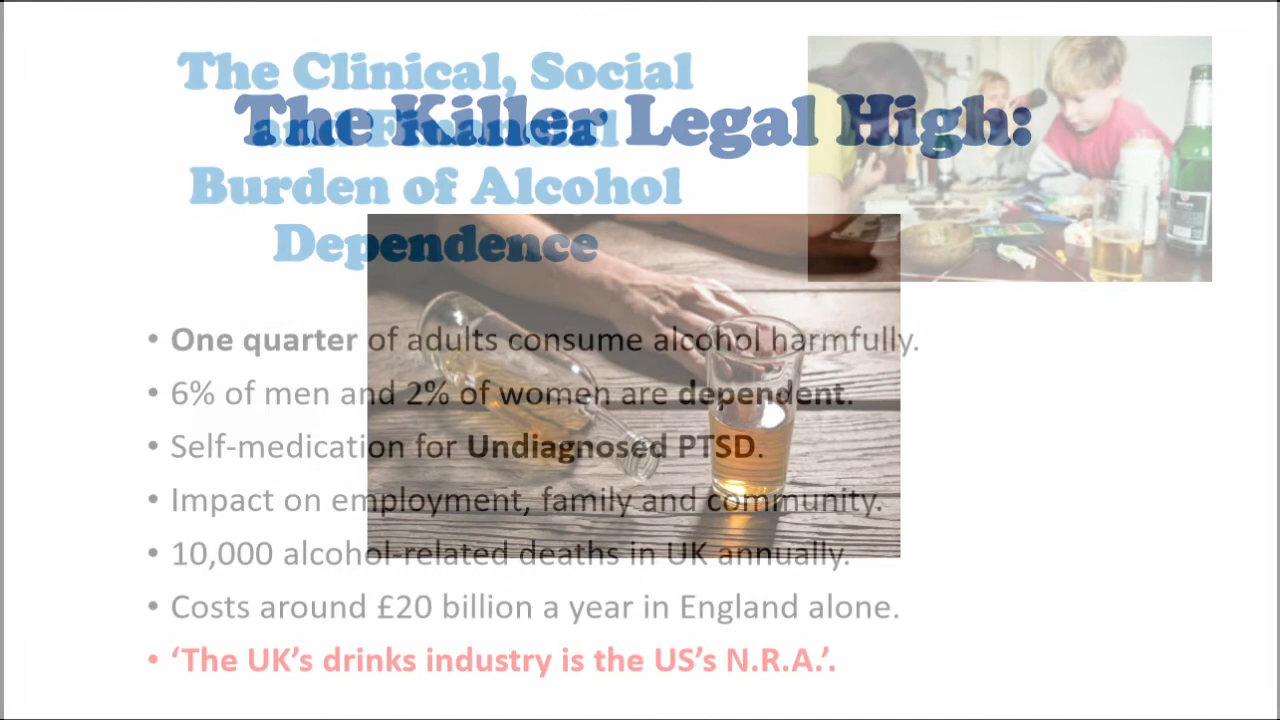 The Clinical, Social
The Killer Legal High:
and Financial
Burden of Alcohol
Dependence
• One quarter of adults consume alcohol harmfully.
• 6% of men and 2% of women are dependent.
• Self-medication for Undiagnosed PTSD.
• Impact on employment, family and community.
• 10,000 alcohol-related deaths in UK annually.
• Costs around £20 billion a year in England alone.
• ‘The UK’s drinks industry is the US’s N.R.A.’.